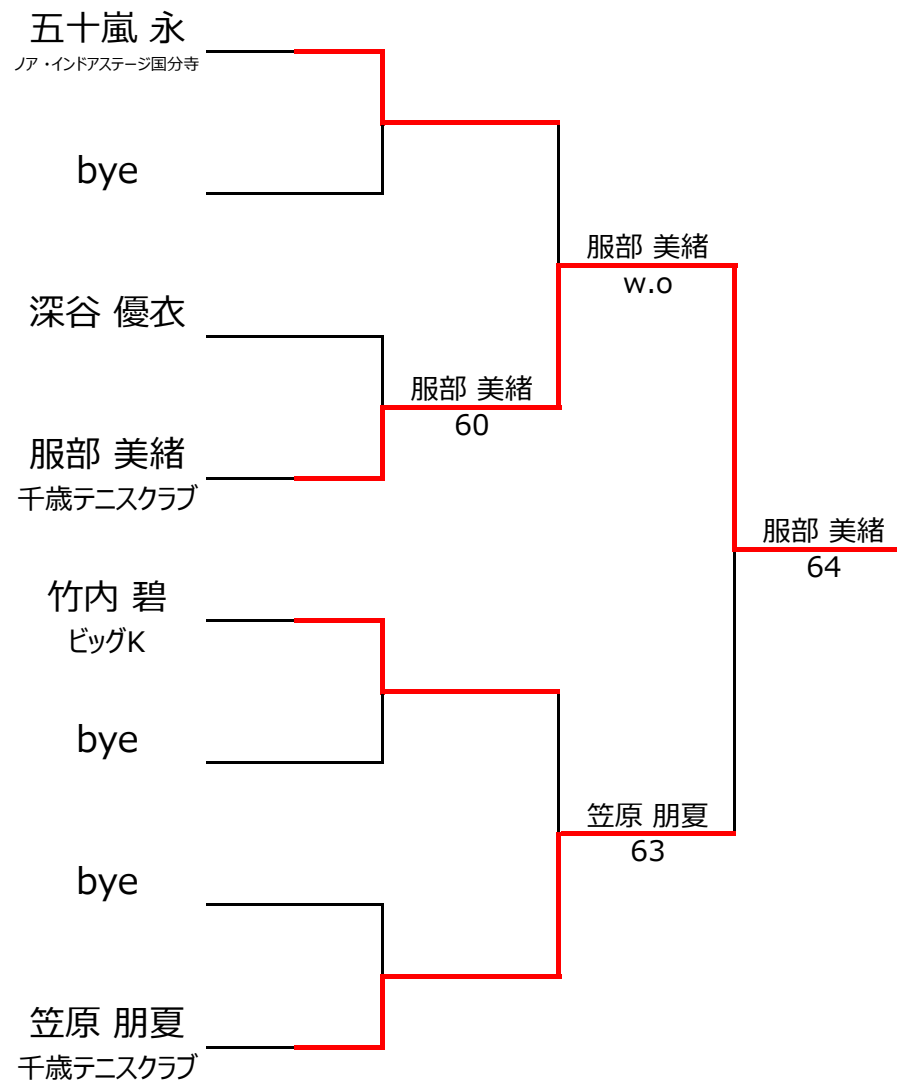 五十嵐 永
ノア・インドアステージ国分寺
bye
服部 美緒
w.o
深谷 優衣
服部 美緒
60
服部 美緒
千歳テニスクラブ
服部 美緒
64
竹内 碧
ビッグK
bye
笠原 朋夏
63
bye
笠原 朋夏
千歳テニスクラブ